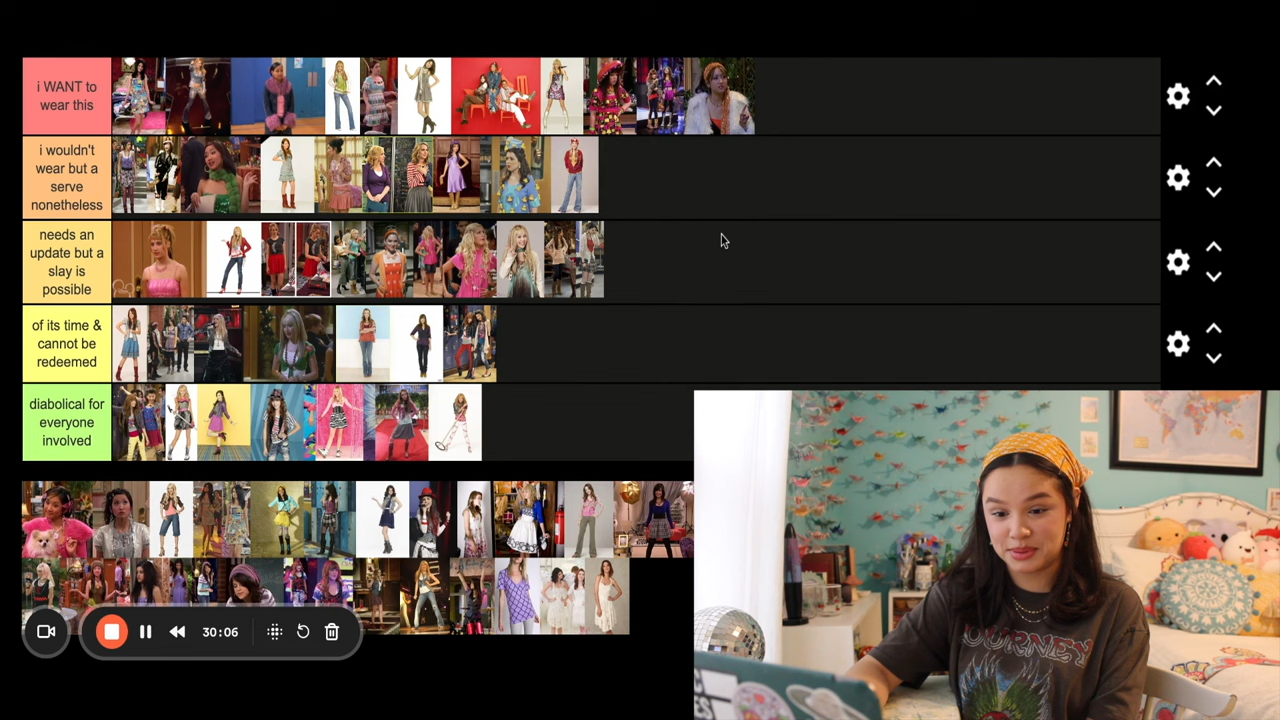 i WANT to
wear this
i wouldn't
wear but a
serve
nonetheless
needs an
update but a
slay is
possible
of its time &
cannot be
redeemed
diabolical for
everyone
involved
30:06
JOURNEY